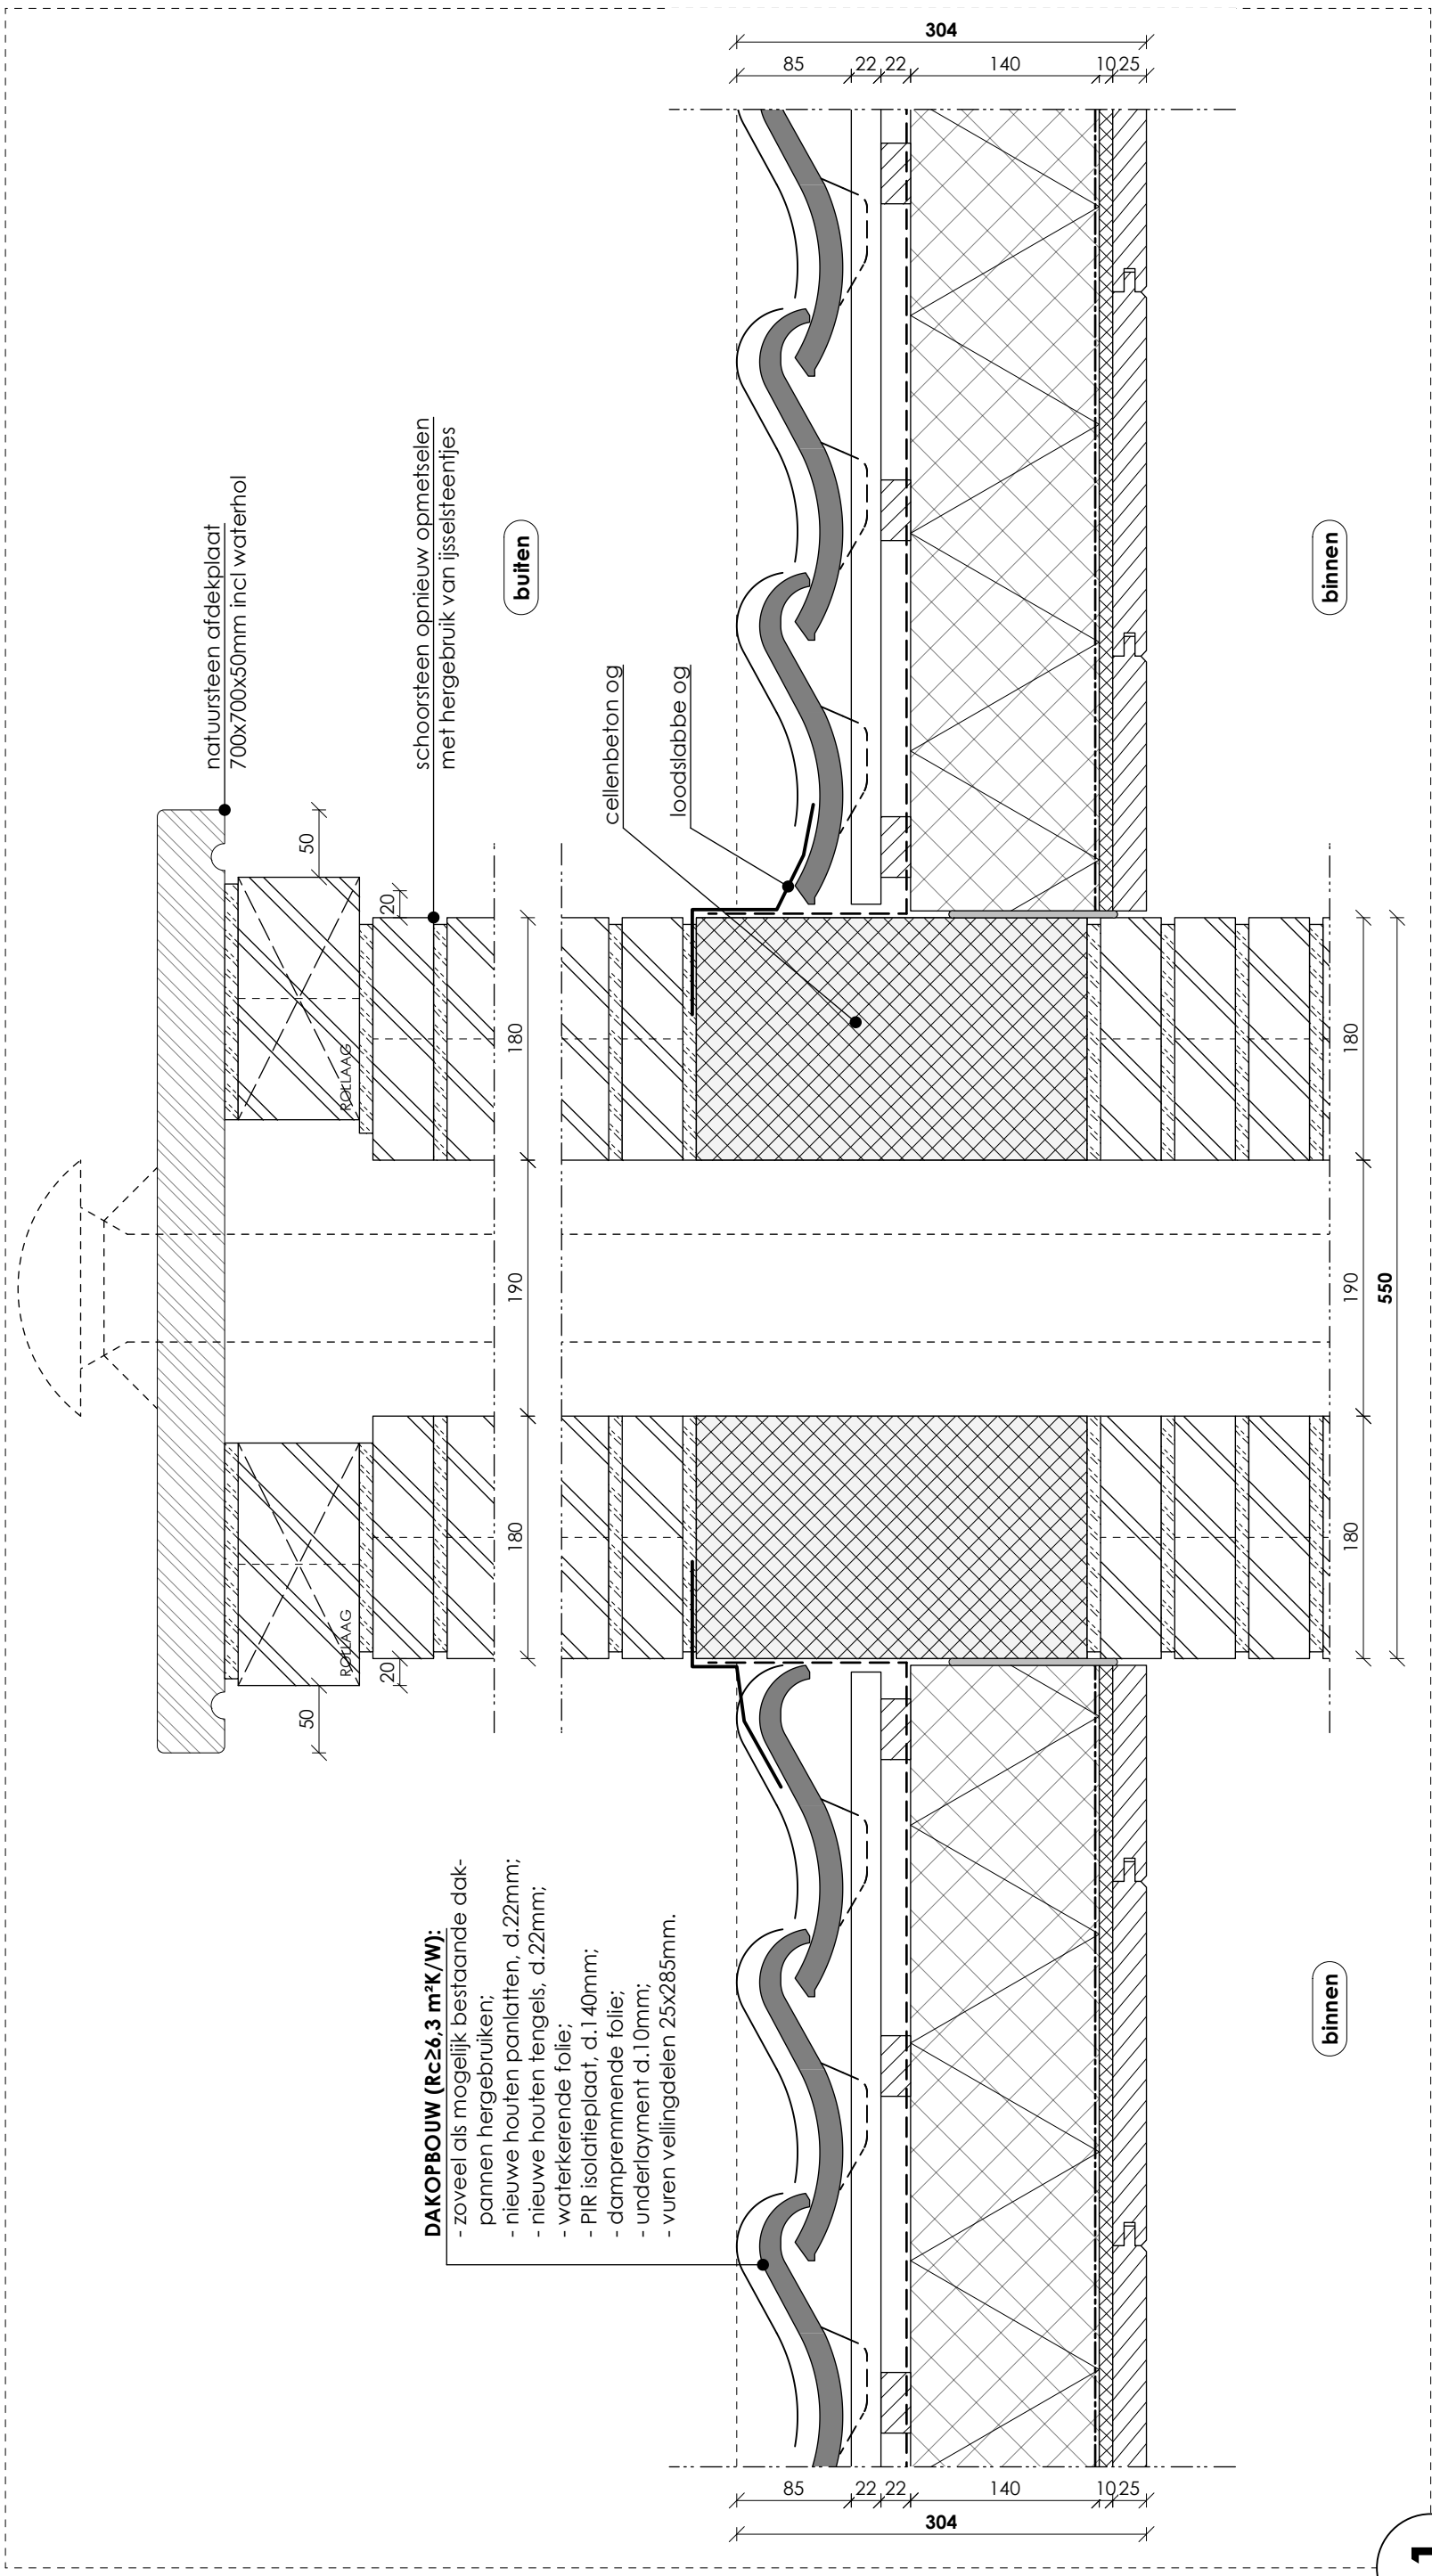 natuursteen afdekplaat
700x700x50mm incl waterhol
schoorsteen opnieuw opmetselen
met hergebruik van ijsselsteentjes
buiten
cellenbeton og
loodslabbe og
DAKOPBOUW (Rc≥6,3 m²K/W):
- zoveel als mogelijk bestaande dak-
pannen hergebruiken;
- nieuwe houten panlatten, d.22mm;
- nieuwe houten tengels, d.22mm;
- waterkerende folie;
- PIR isolatieplaat, d.140mm;
- dampremmende folie;
- underlayment d.10mm;
- vuren vellingdelen 25x285mm.
ROLLAAG
ROLLAAG
50
20
50
20
180
190
180
180
190
180
550
304
85
22
22
140
10
25
304
85
22
22
140
10
25
binnen
binnen
1